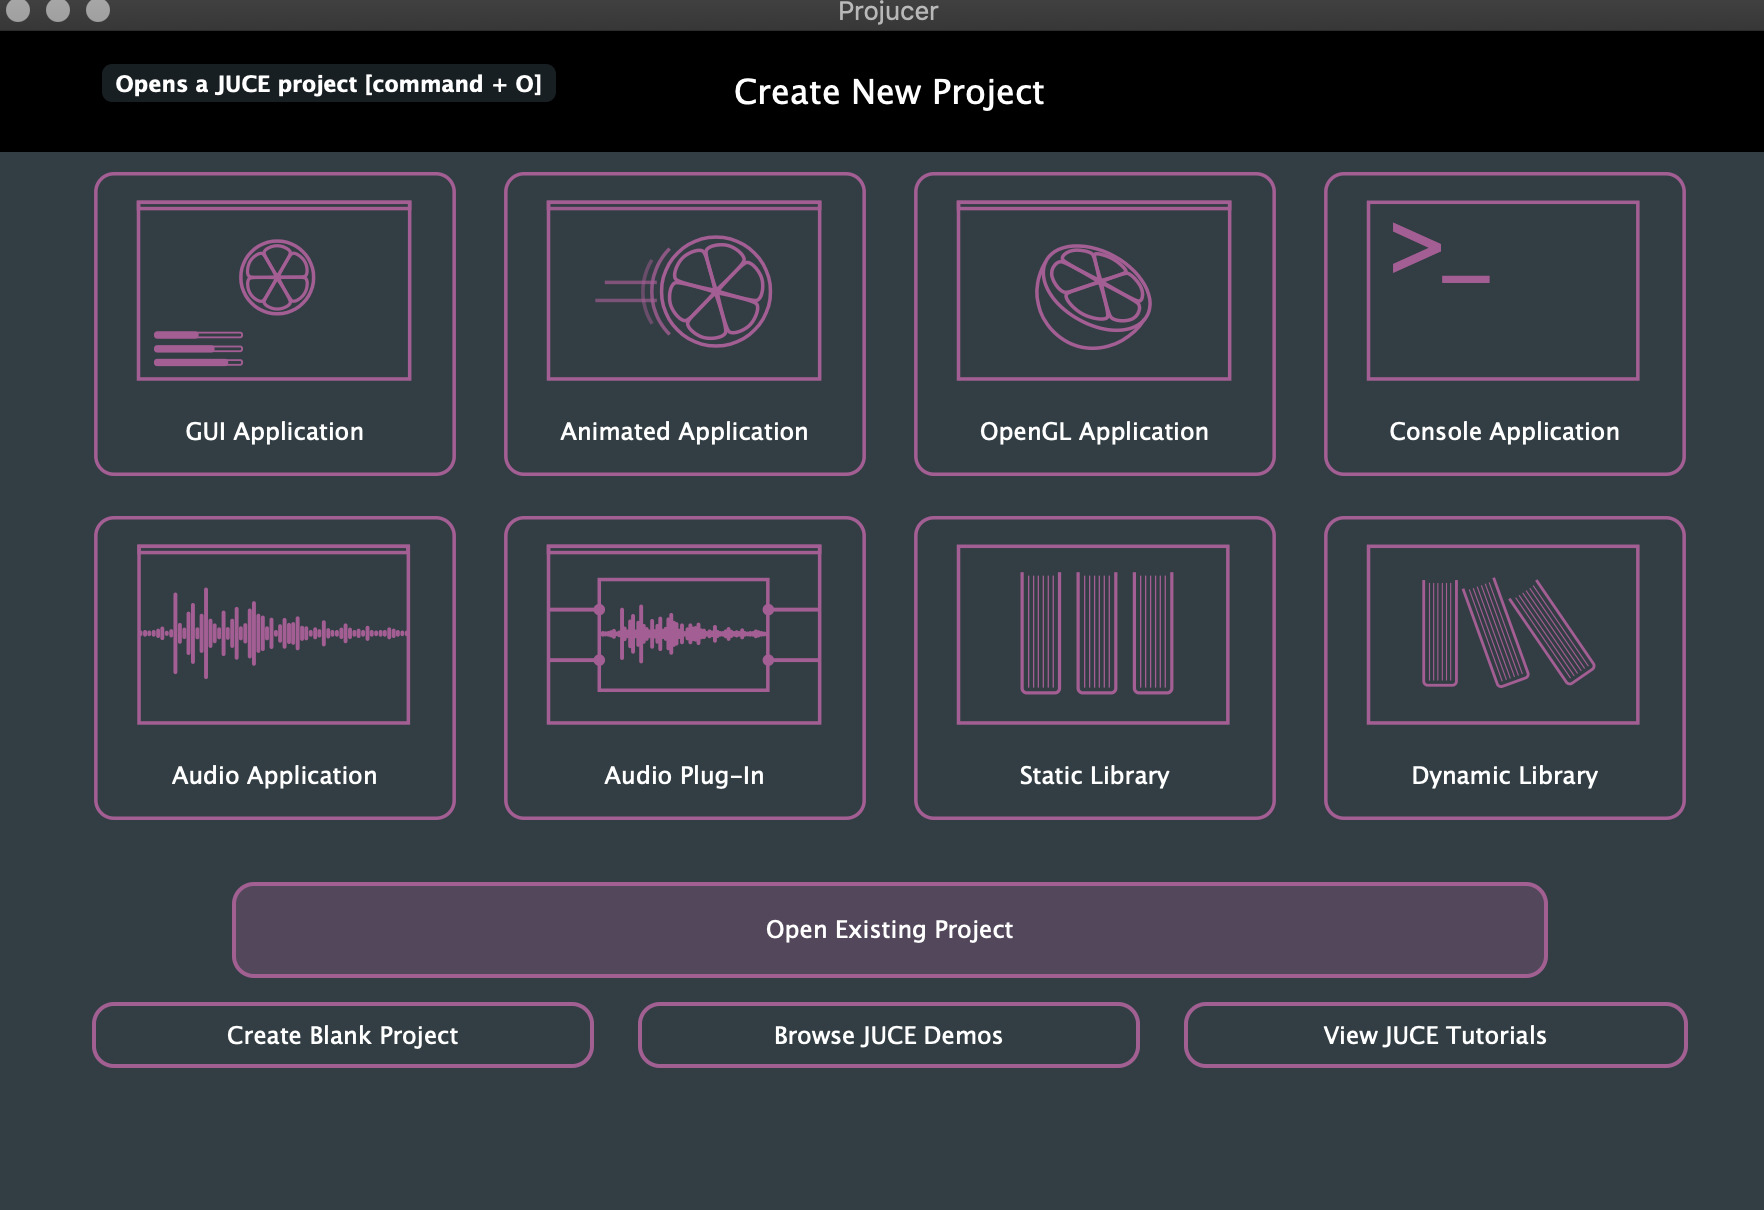 Projucer
Opens a JUCE project [command + O]
Create New Project
>_
GUI Application
Animated Application
OpenGL Application
Console Application
Audio Application
Audio Plug-In
Static Library
Dynamic Library
Open Existing Project
Create Blank Project
Browse JUCE Demos
View JUCE Tutorials